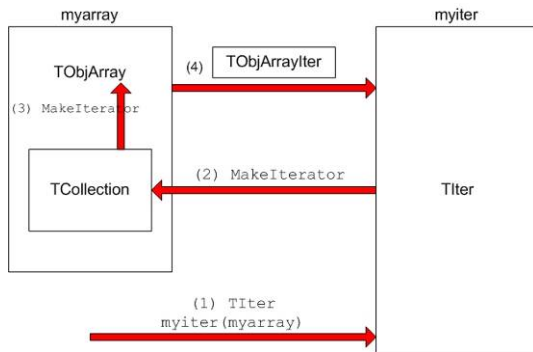 myarray
myiter
TObjArray
(4)
TObjArrayIter
(3) MakeIterator
TCollection
(2) MakeIterator
TIter
(1) TIter
myiter(myarray)